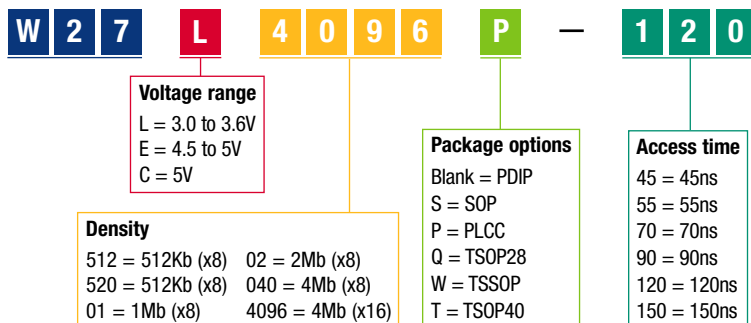 W27 L 4096 P – 120
Voltage range
L = 3.0 to 3.6V
E = 4.5 to 5V
C = 5V
Density
512 = 512Kb (x8) 02 = 2Mb (x8)
520 = 512Kb (x8) 040 = 4Mb (x8)
01 = 1Mb (x8) 4096 = 4Mb (x16)
Package options
Blank = PDIP
S = SOP
P = PLCC
Q = TSOP28
W = TSSOP
T = TSOP40
Access time
45 = 45ns
55 = 55ns
70 = 70ns
90 = 90ns
120 = 120ns
150 = 150ns